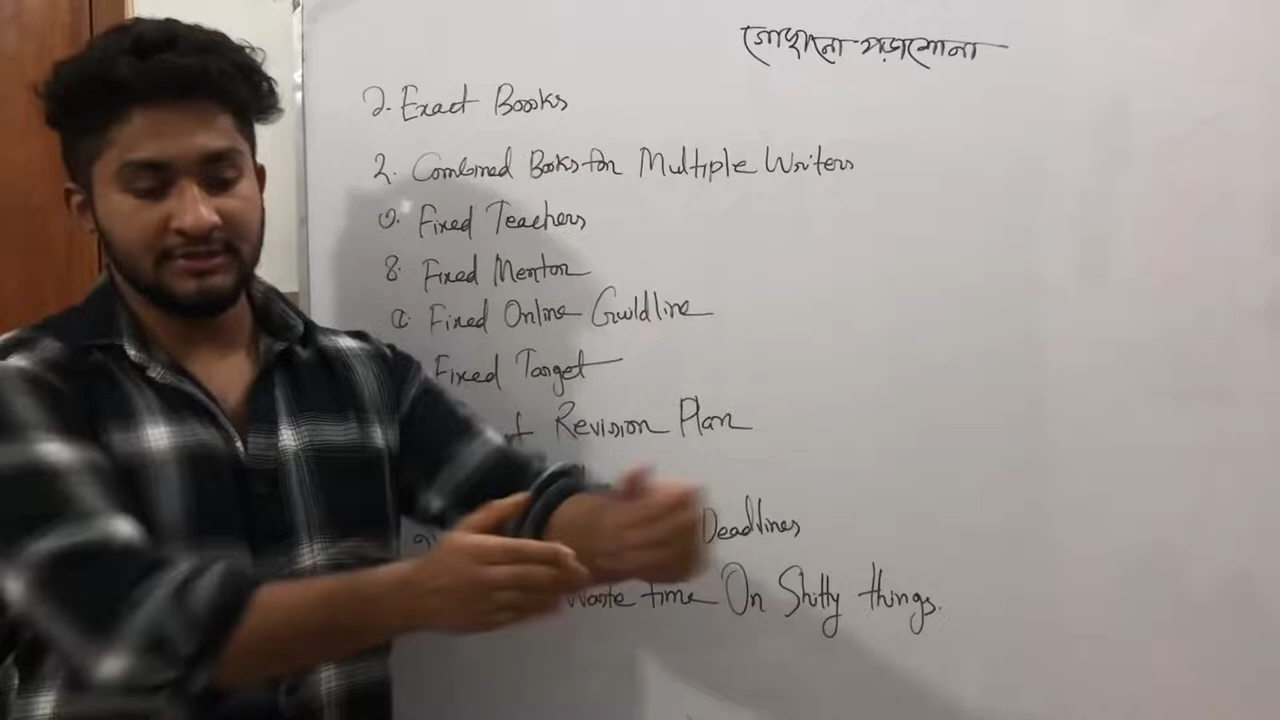 গোছানো পড়াশোনা
১. Exact Boooks
২. Combined Books for Multiple Writers
৩. Fixed Teachers
৪. Fixed Mentor
৫. Fixed Online Guildline
Fixed Target
Revision Plan
Deadlines
Waste time On Shitty things.